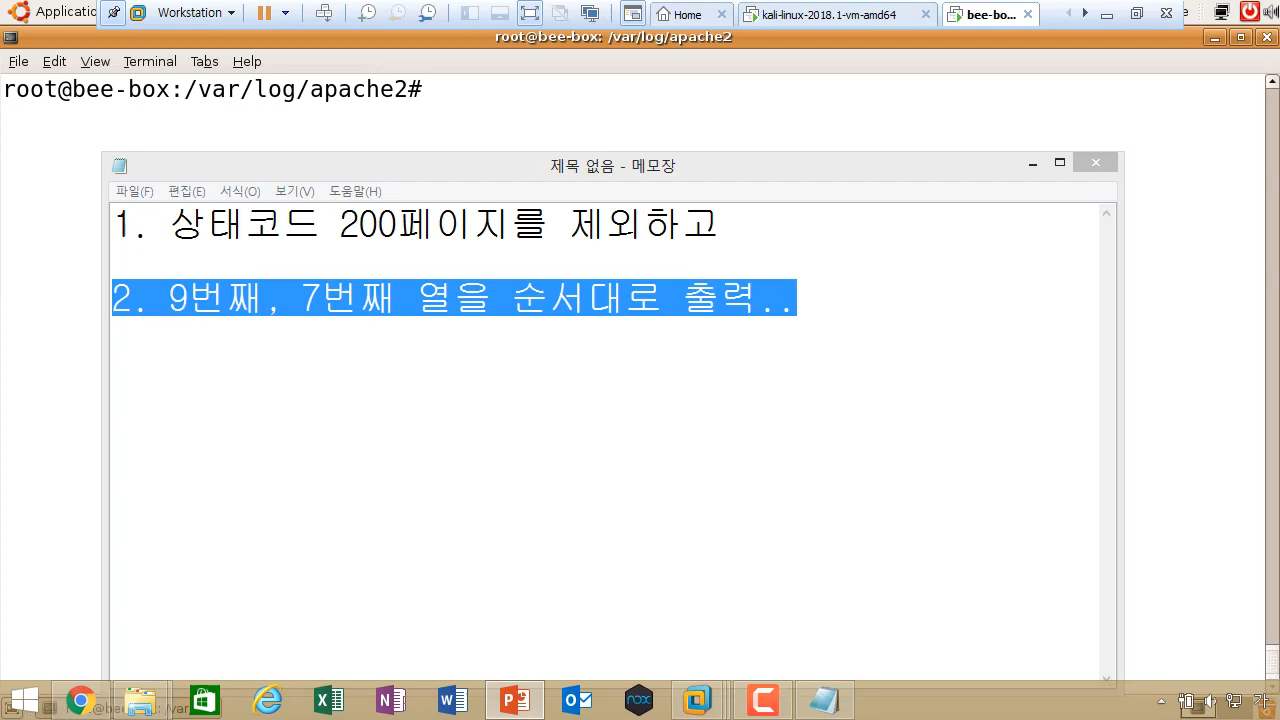 Applicatio Workstation Home kali-linux-2018.1-vm-amd64 bee-bo...
root@bee-box: /var/log/apache2
File Edit View Terminal Tabs Help
root@bee-box:/var/log/apache2#
제목 없음 - 메모장
파일(F) 편집(E) 서식(O) 보기(V) 도움말(H)
1. 상태코드 200페이지를 제외하고
2. 9번째, 7번째 열을 순서대로 출력..